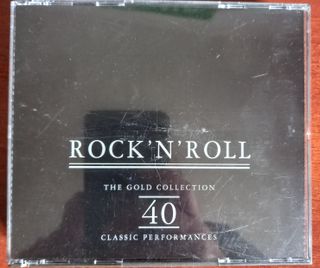 ROCK'N'ROLL
THE GOLD COLLECTION
40
CLASSIC PERFORMANCES